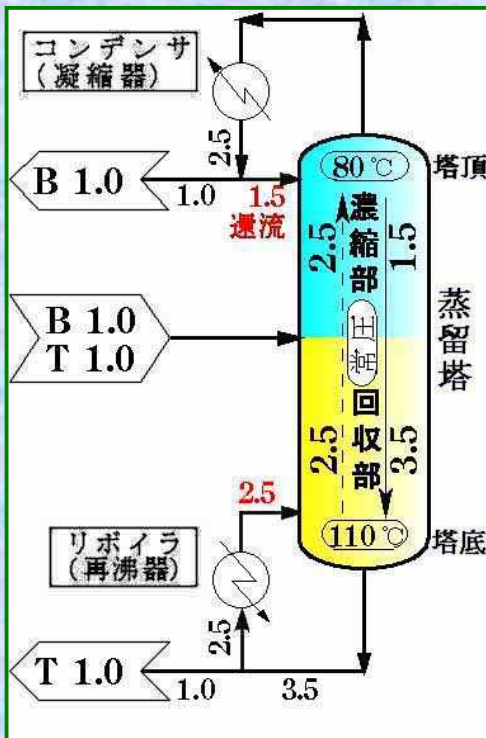 コンデンサ
(凝縮器)
2.5
B 1.0
1.0
1.5
還流
80℃
塔頂
2.5
濃縮部
1.5
B 1.0
T 1.0
常圧
蒸留塔
2.5
回収部
3.5
2.5
リボイラ
(再沸器)
2.5
110℃
塔底
T 1.0
1.0
3.5